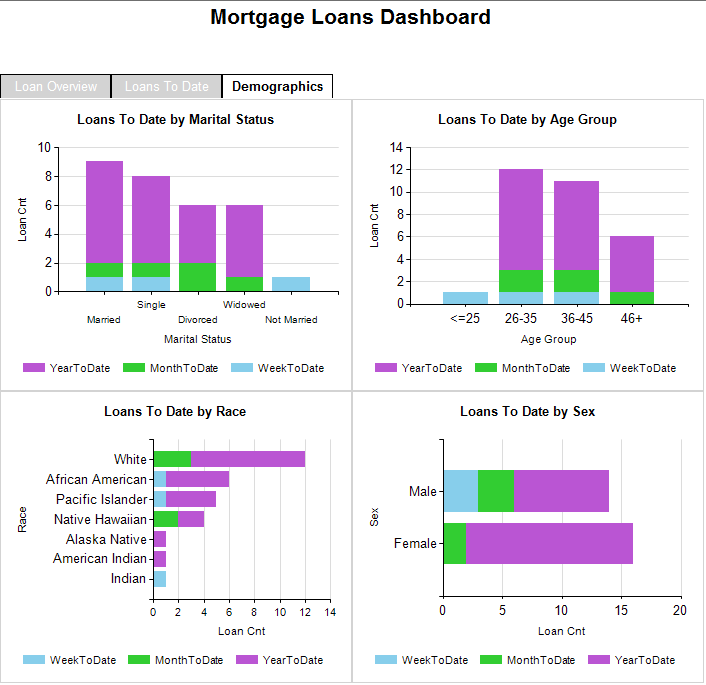 Mortgage Loans Dashboard
Loan Overview Loans To Date Demographics
Loans To Date by Marital Status
Loan Cnt
10
8
6
4
2
0
Single Widowed
Married Divorced Not Married
Marital Status
YearToDate MonthToDate WeekToDate
Loans To Date by Age Group
Loan Cnt
14
12
10
8
6
4
2
0
<=25 26-35 36-45 46+
Age Group
YearToDate MonthToDate WeekToDate
Loans To Date by Race
Race
White
African American
Pacific Islander
Native Hawaiian
Alaska Native
American Indian
Indian
0 2 4 6 8 10 12 14
Loan Cnt
WeekToDate MonthToDate YearToDate
Loans To Date by Sex
Sex
Male
Female
0 5 10 15 20
Loan Cnt
WeekToDate MonthToDate YearToDate